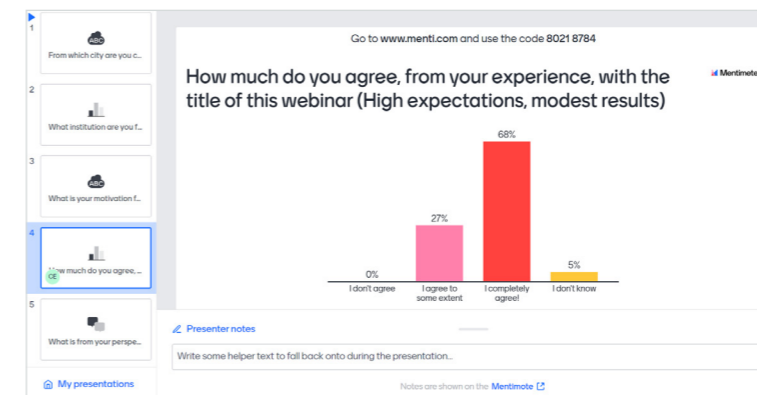 1
ABC
From which city are you c...
2
What institution are you f...
3
ABC
What is your motivation f...
4
CE
How much do you agree, ...
5
What is from your perspe...
My presentations
Go to www.menti.com and use the code 8021 8784
Mentimete
How much do you agree, from your experience, with the
title of this webinar (High expectations, modest results)
68%
27%
5%
0%
I don't agree
I agree to
some extent
I completely
agree!
I don't know
Presenter notes
Write some helper text to fall back onto during the presentation...
Notes are shown on the Mentimote